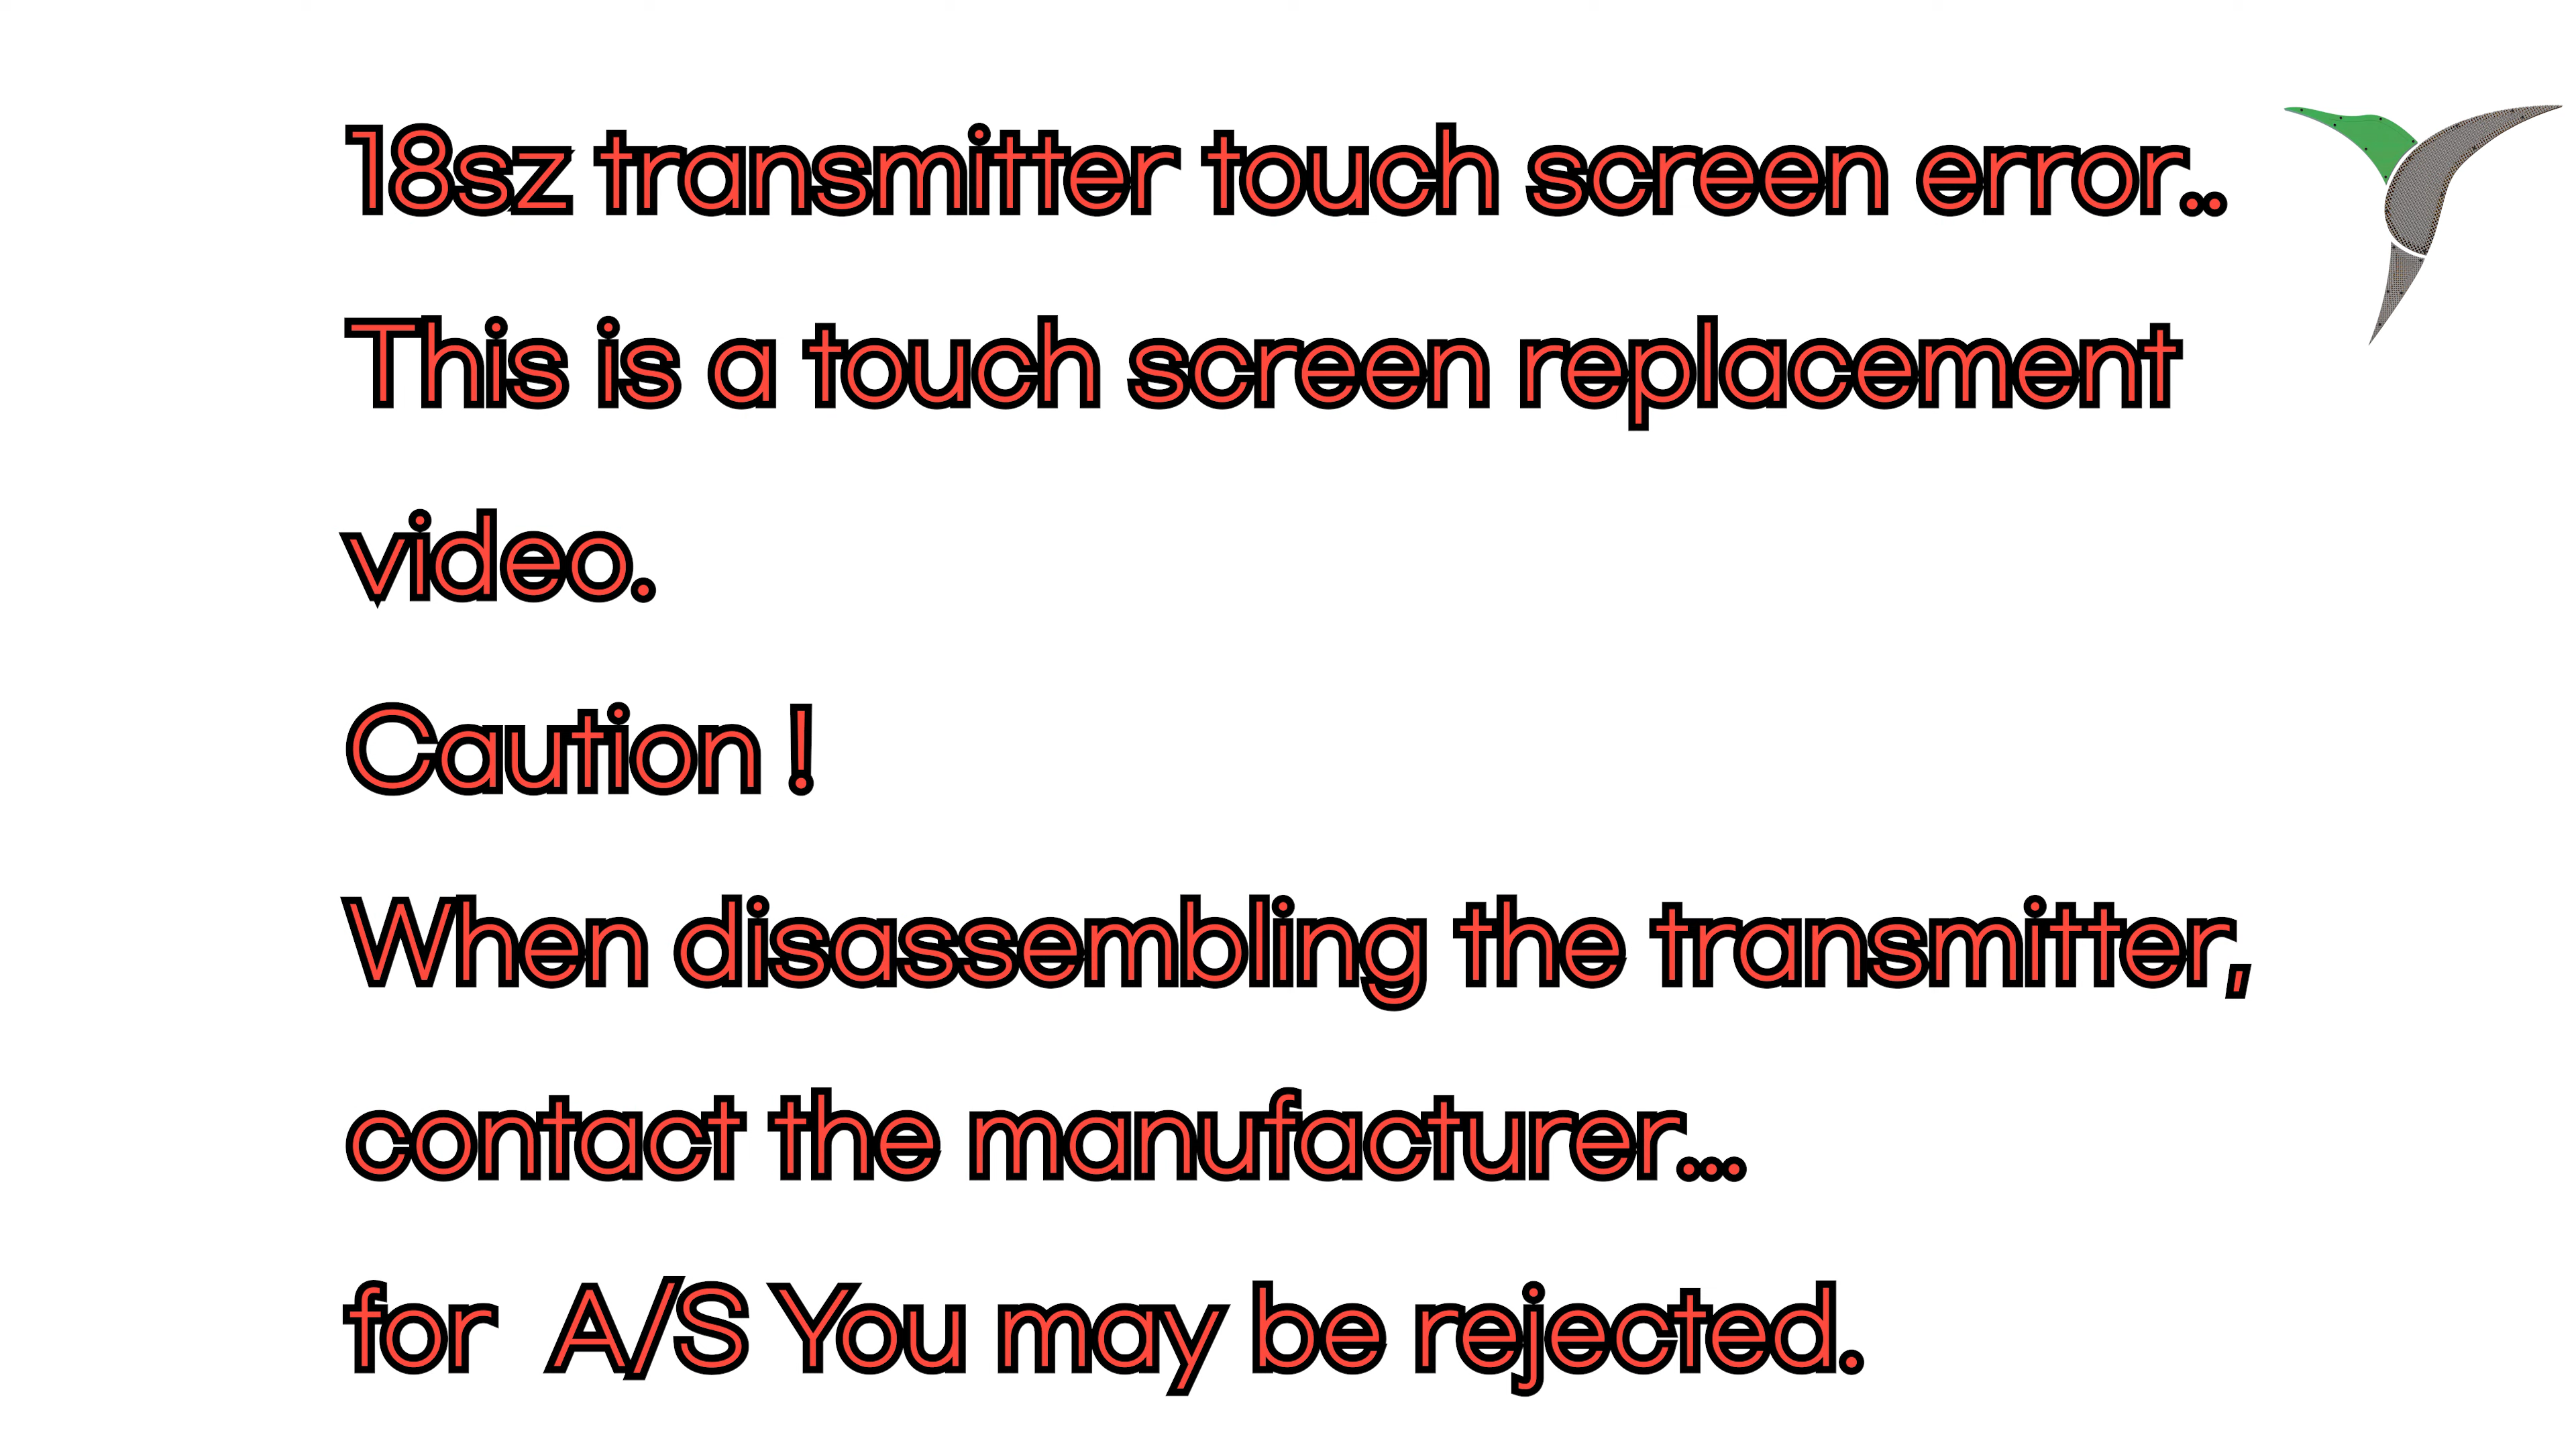 18sz transmitter touch screen error..
This is a touch screen replacement
video.
Caution !
When disassembling the transmitter,
contact the manufacturer...
for  A/S You may be rejected.